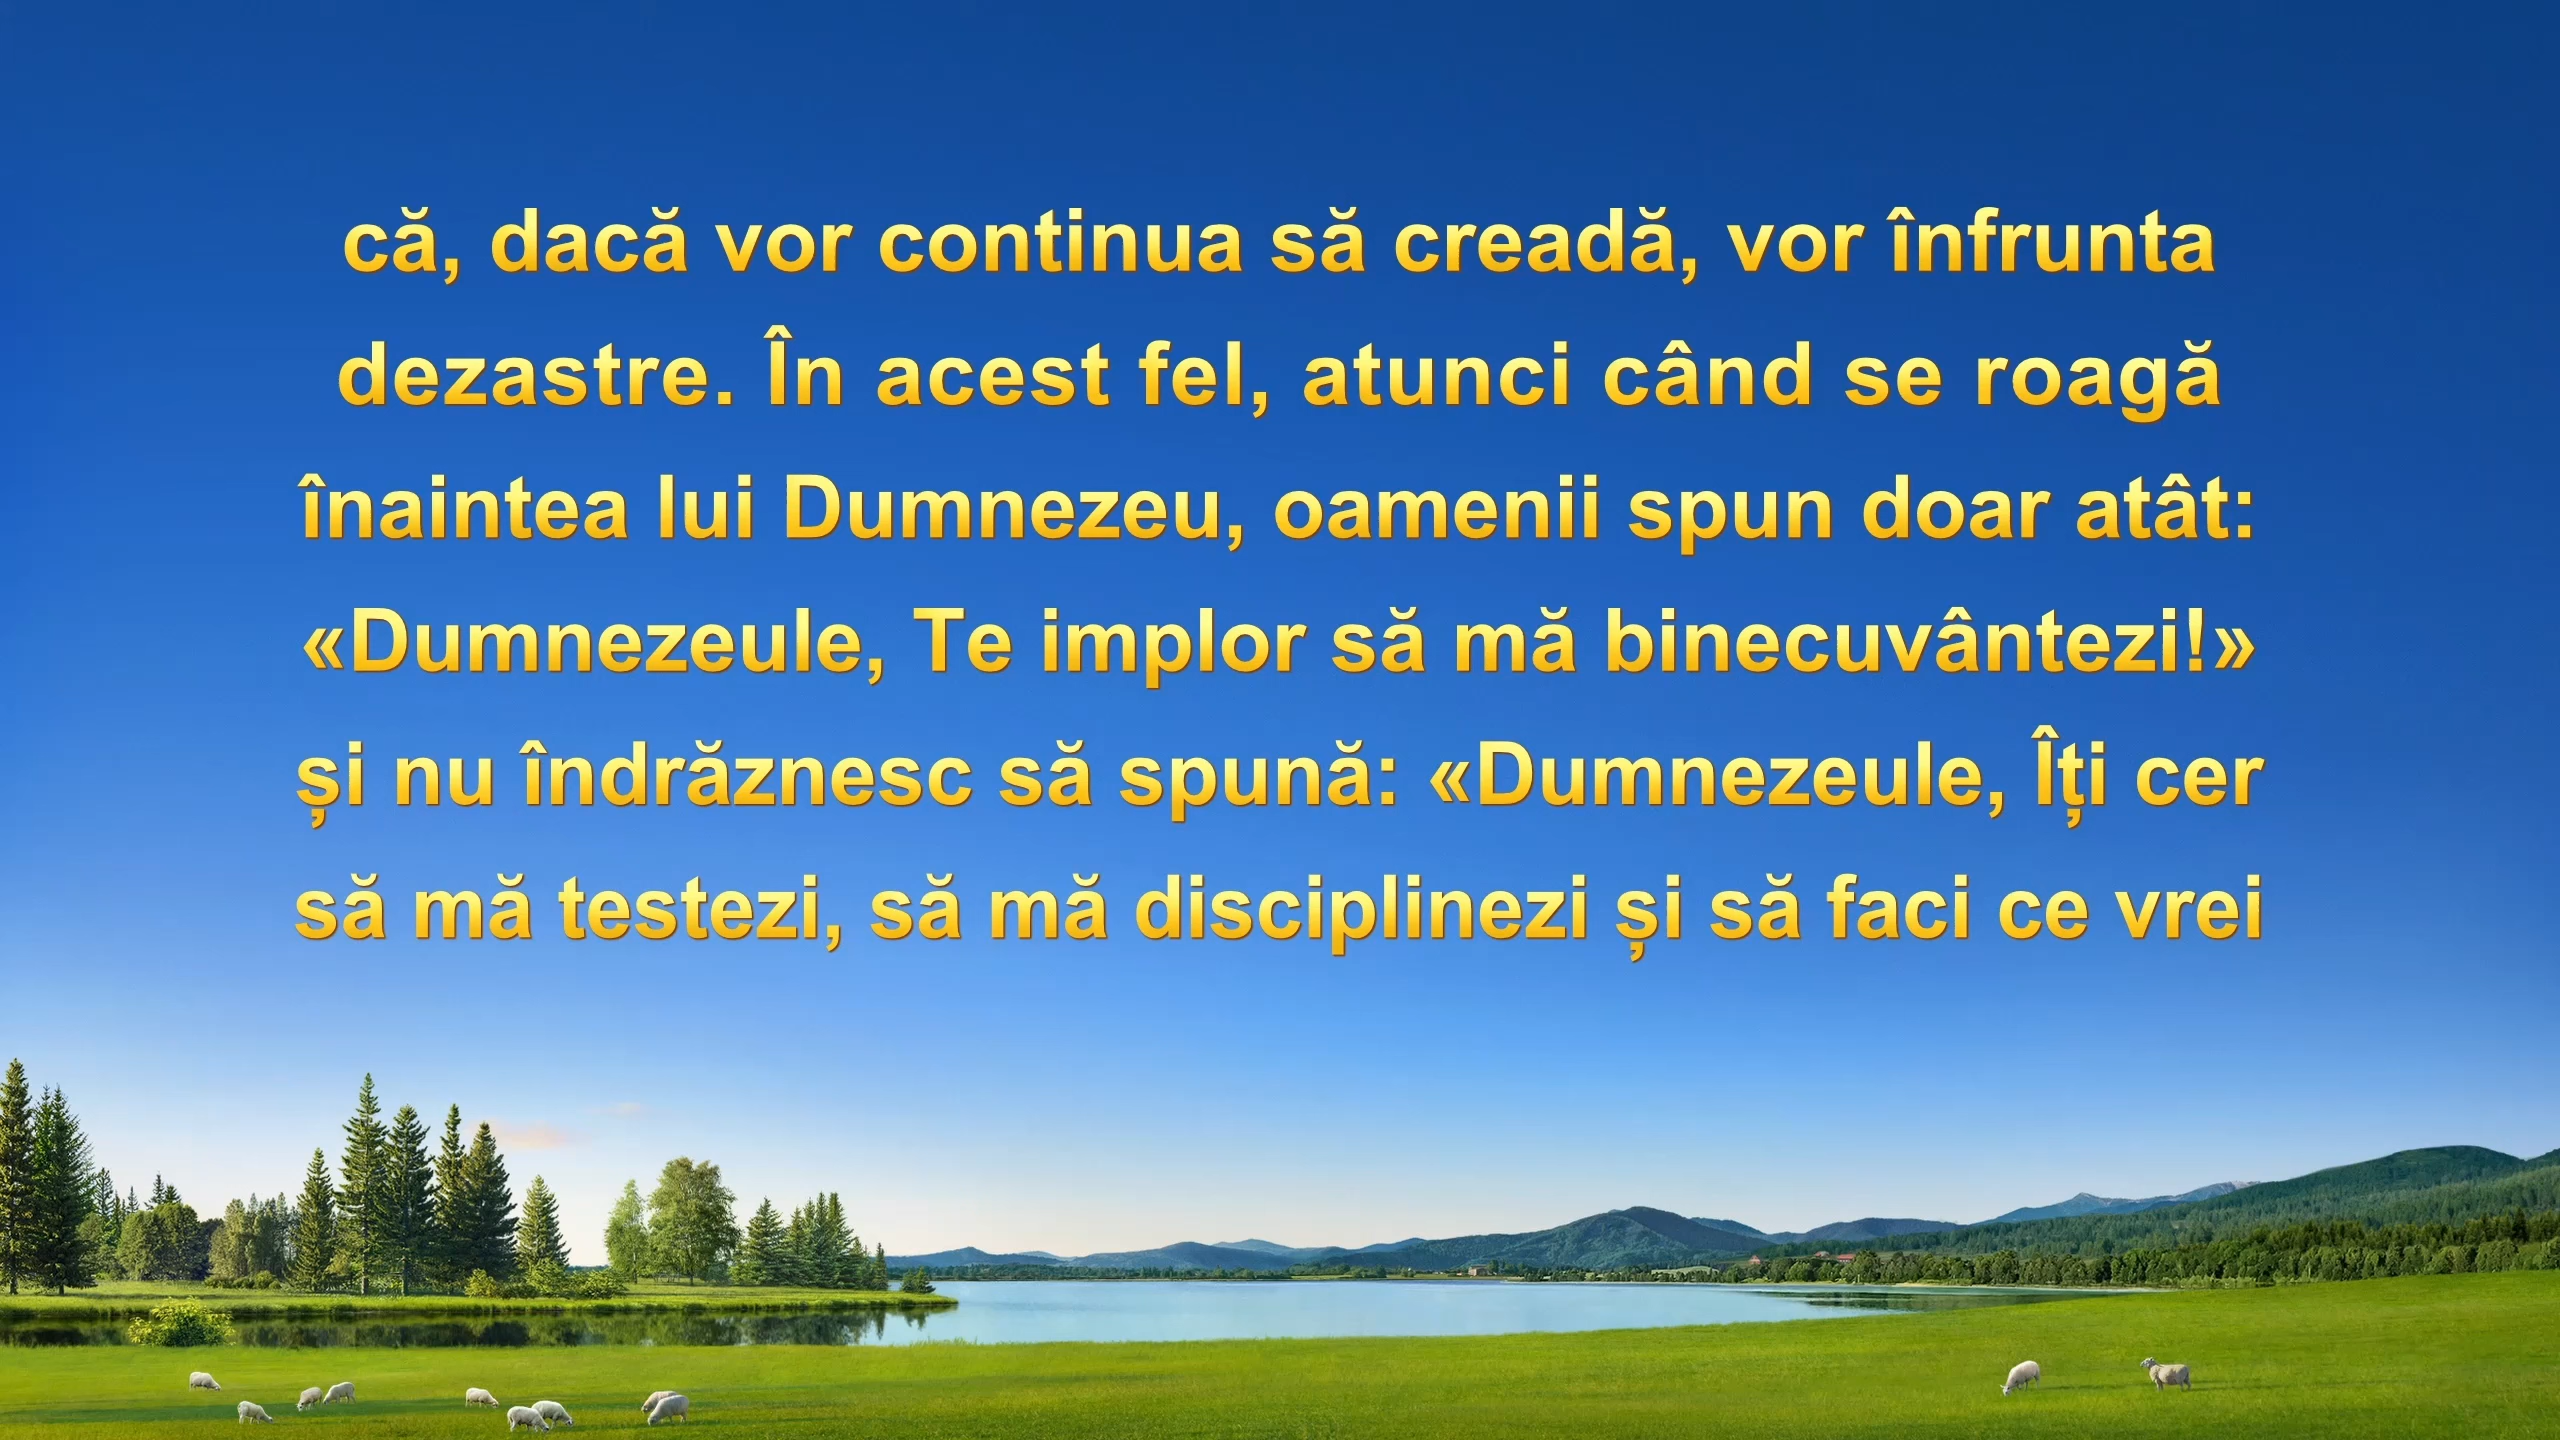 că, dacă vor continua să creadă, vor înfrunta
dezastre. În acest fel, atunci când se roagă
înaintea lui Dumnezeu, oamenii spun doar atât:
«Dumnezeule, Te implor să mă binecuvântezi!»
și nu îndrăznesc să spună: «Dumnezeule, Îți cer
să mă testezi, să mă disciplinezi și să faci ce vrei